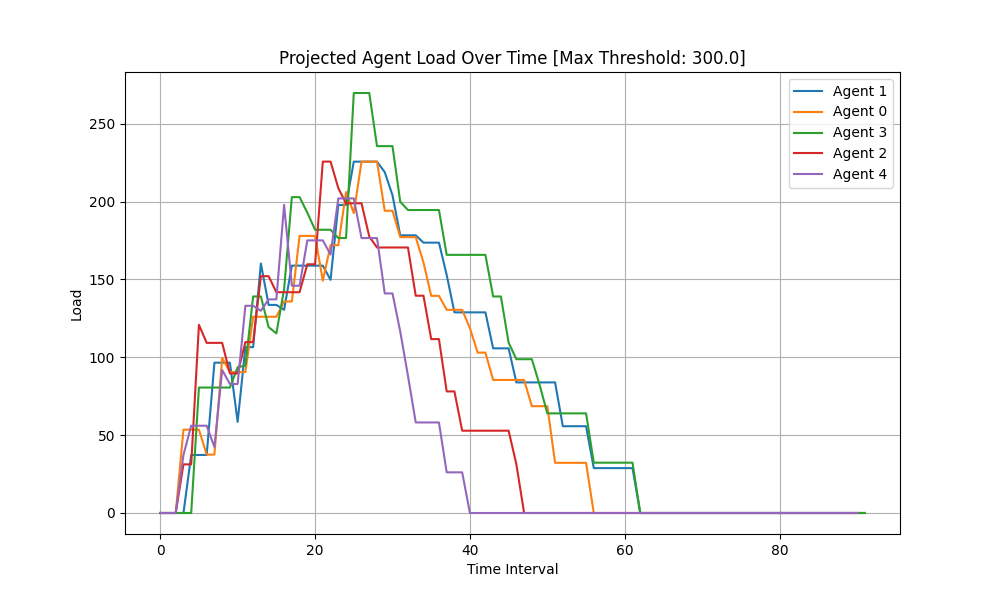 Projected Agent Load Over Time [Max Threshold: 300.0]
Agent 1
Agent 0
Agent 3
Agent 2
Agent 4
Load
250
200
150
100
50
0
0 20 40 60 80
Time Interval